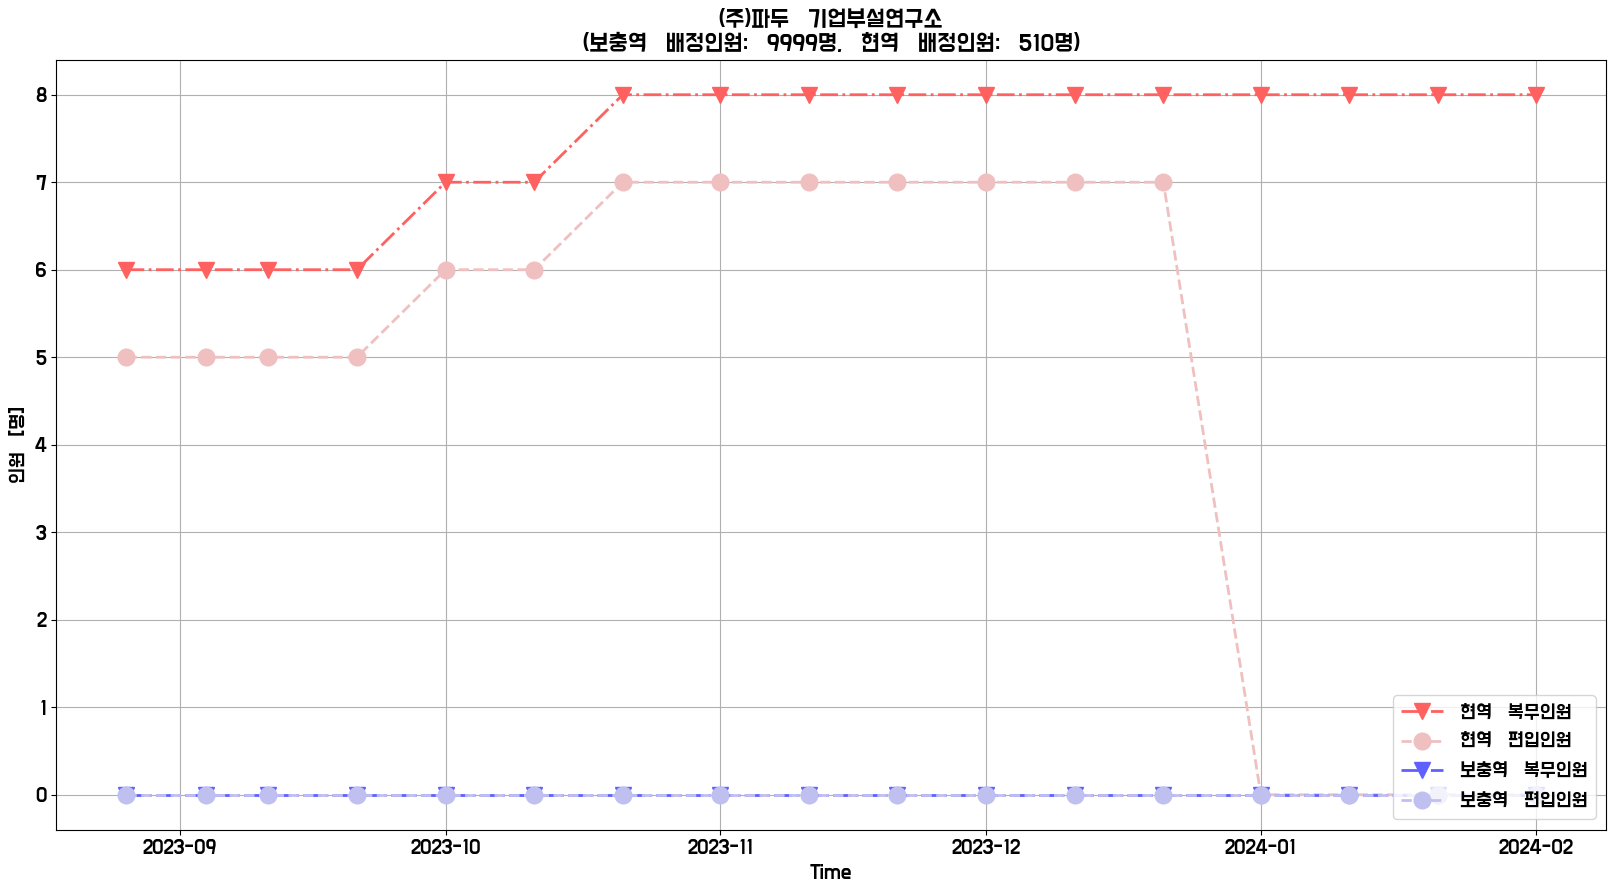 (주)파두 기업부설연구소
(보충역 배정인원: 9999명, 현역 배정인원: 510명)
8
7
6
5
4
3
2
1
0
인원 [명]
2023-09
2023-10
2023-11
2023-12
2024-01
2024-02
Time
현역 복무인원
현역 편입인원
보충역 복무인원
보충역 편입인원